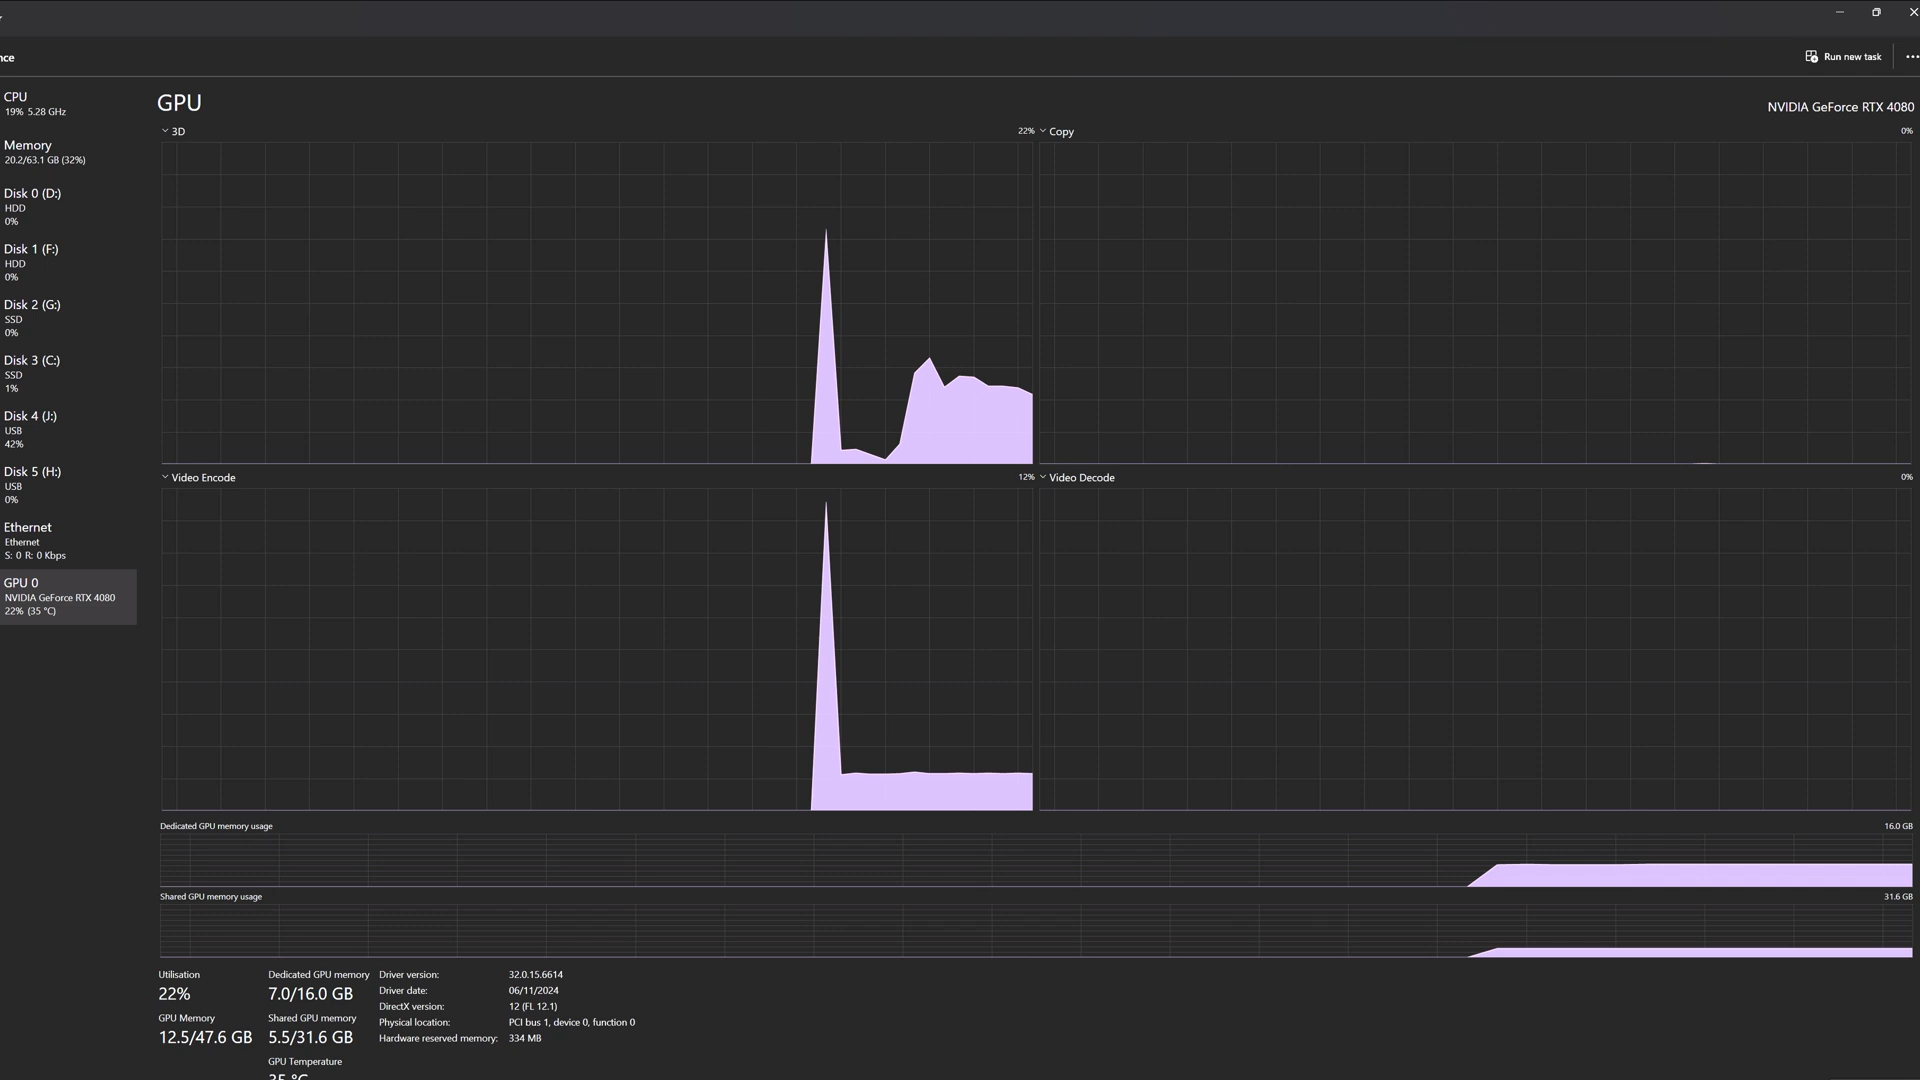 nce
Run new task
CPU
19% 5.28 GHz
Memory
20.2/63.1 GB (32%)
Disk 0 (D:)
HDD
0%
Disk 1 (F:)
HDD
0%
Disk 2 (G:)
SSD
0%
Disk 3 (C:)
SSD
1%
Disk 4 (J:)
USB
42%
Disk 5 (H:)
USB
0%
Ethernet
Ethernet
S: 0 R: 0 Kbps
GPU 0
NVIDIA GeForce RTX 4080
22% (35 °C)
GPU
NVIDIA GeForce RTX 4080
3D 22%
Copy 0%
Video Encode 12%
Video Decode 0%
Dedicated GPU memory usage 16.0 GB
Shared GPU memory usage 31.6 GB
Utilisation
22%
GPU Memory
12.5/47.6 GB
Dedicated GPU memory
7.0/16.0 GB
Shared GPU memory
5.5/31.6 GB
GPU Temperature
35 °C
Driver version: 32.0.15.6614
Driver date: 06/11/2024
DirectX version: 12 (FL 12.1)
Physical location: PCI bus 1, device 0, function 0
Hardware reserved memory: 334 MB